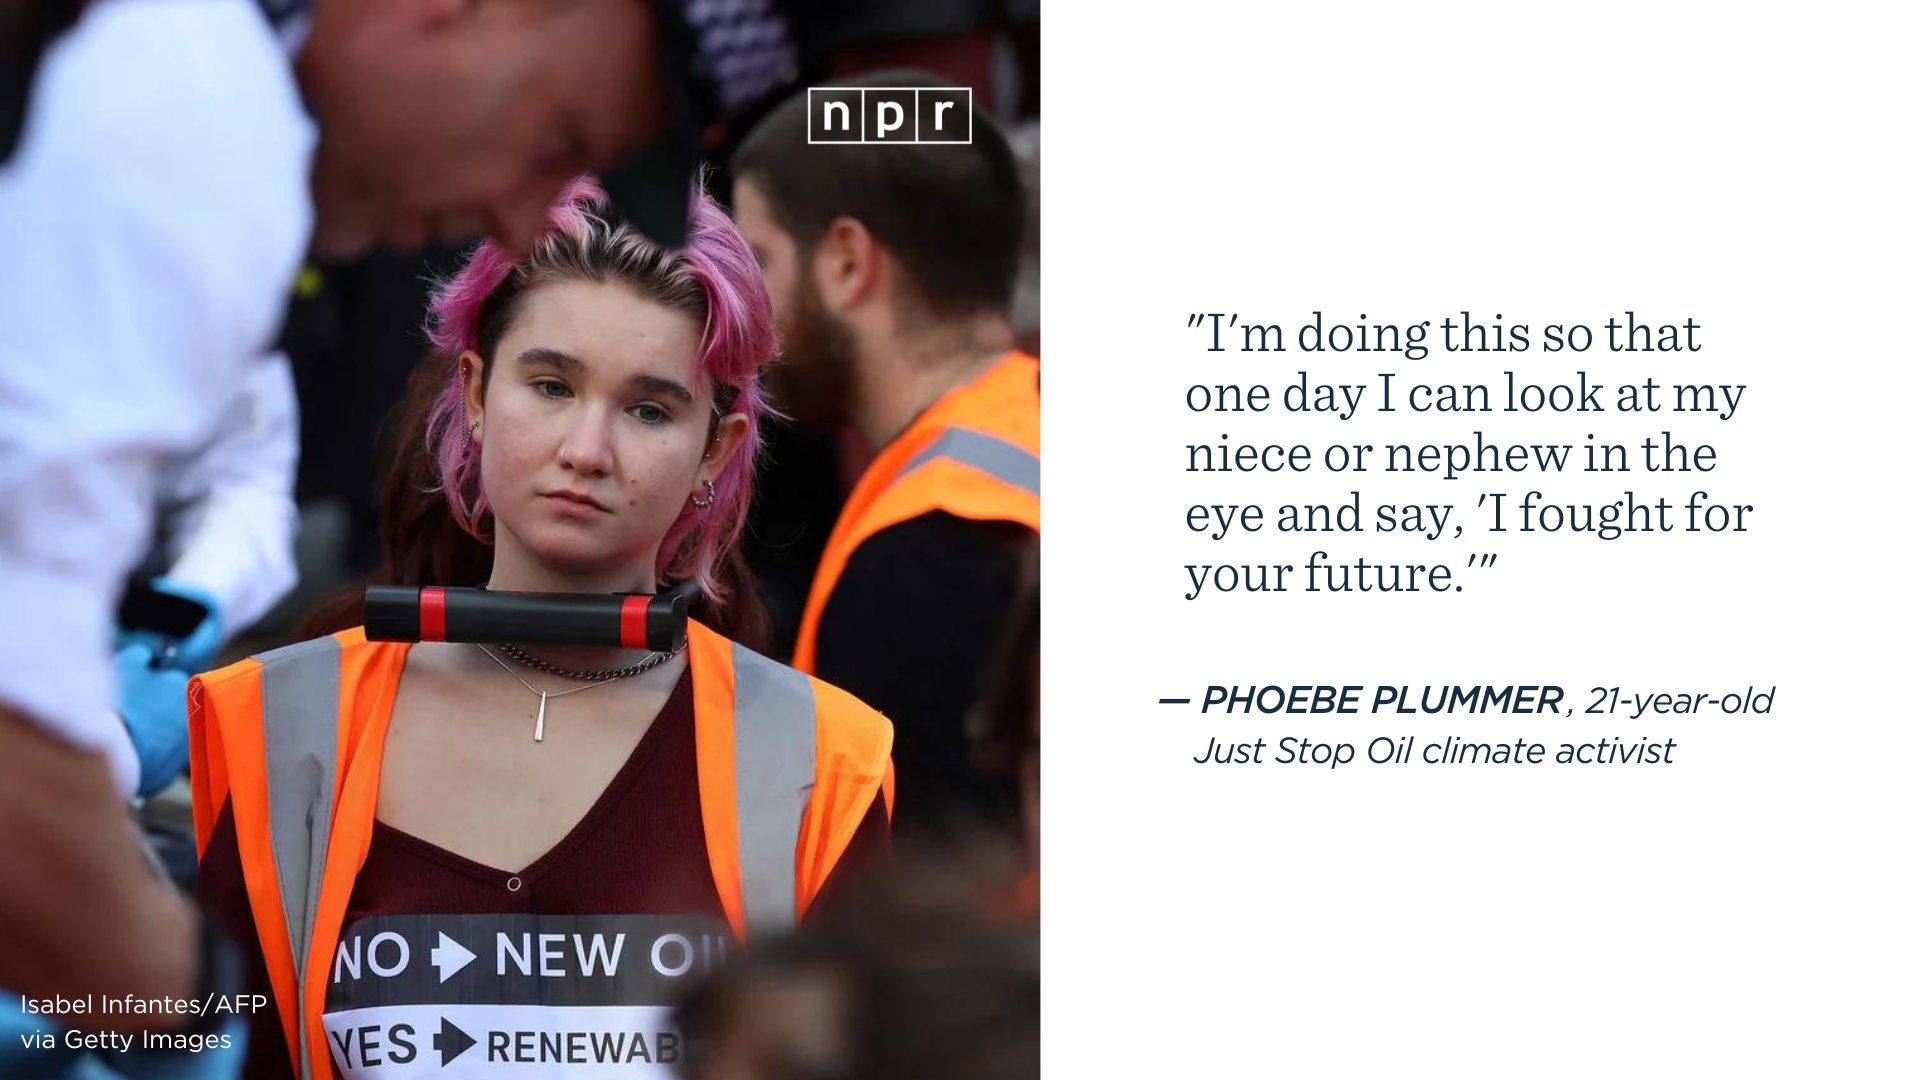 npr
"I'm doing this so that
one day I can look at my
niece or nephew in the
eye and say, 'I fought for
your future.'"
— PHOEBE PLUMMER, 21-year-old
Just Stop Oil climate activist
NO NEW OIL
YES RENEWAB
Isabel Infantes/AFP
via Getty Images